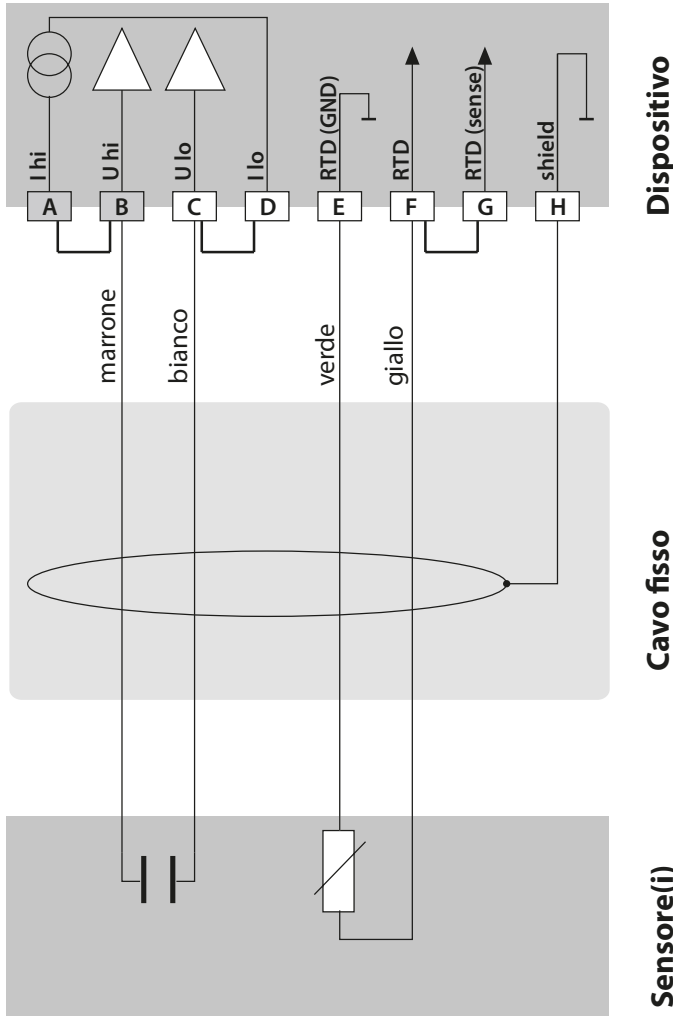 I hi
U hi
U lo
I lo
RTD (GND)
RTD
RTD (sense)
shield
A
B
C
D
E
F
G
H
Dispositivo
marrone
bianco
verde
giallo
Cavo fisso
Sensore(i)